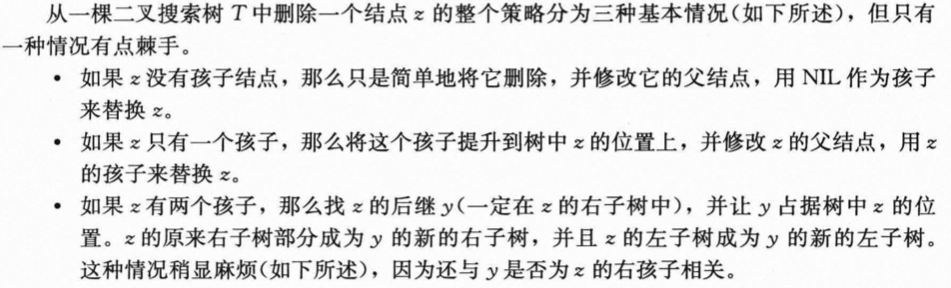 从一棵二叉搜索树 T 中删除一个结点 z 的整个策略分为三种基本情况(如下所述),但只有
一种情况有点棘手。
• 如果 z 没有孩子结点,那么只是简单地将它删除,并修改它的父结点,用 NIL 作为孩子
来替换 z。
• 如果 z 只有一个孩子,那么将这个孩子提升到树中 z 的位置上,并修改 z 的父结点,用 z
的孩子来替换 z。
• 如果 z 有两个孩子,那么找 z 的后继 y(一定在 z 的右子树中),并让 y 占据树中 z 的位
置。z 的原来右子树部分成为 y 的新的右子树,并且 z 的左子树成为 y 的新的左子树。
这种情况稍显麻烦(如下所述),因为还与 y 是否为 z 的右孩子相关。